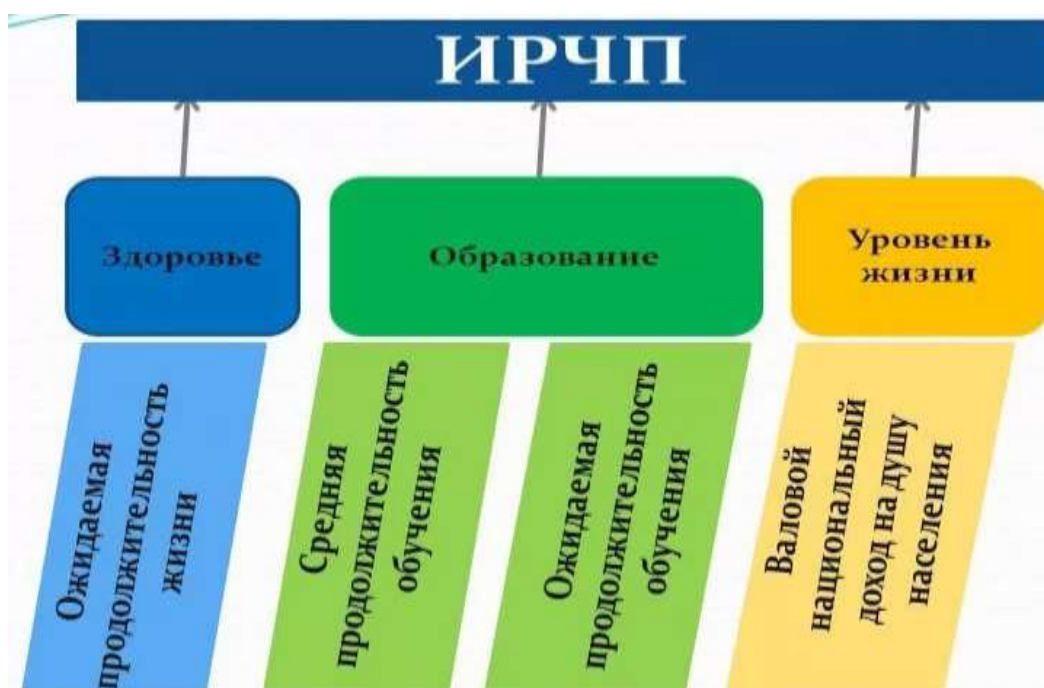 ИРЧП
Здоровье
Образование
Уровень
жизни
Ожидаемая
продолжительность
жизни
Средняя
продолжительность
обучения
Ожидаемая
продолжительность
обучения
Валовой
национальный
доход на душу
населения